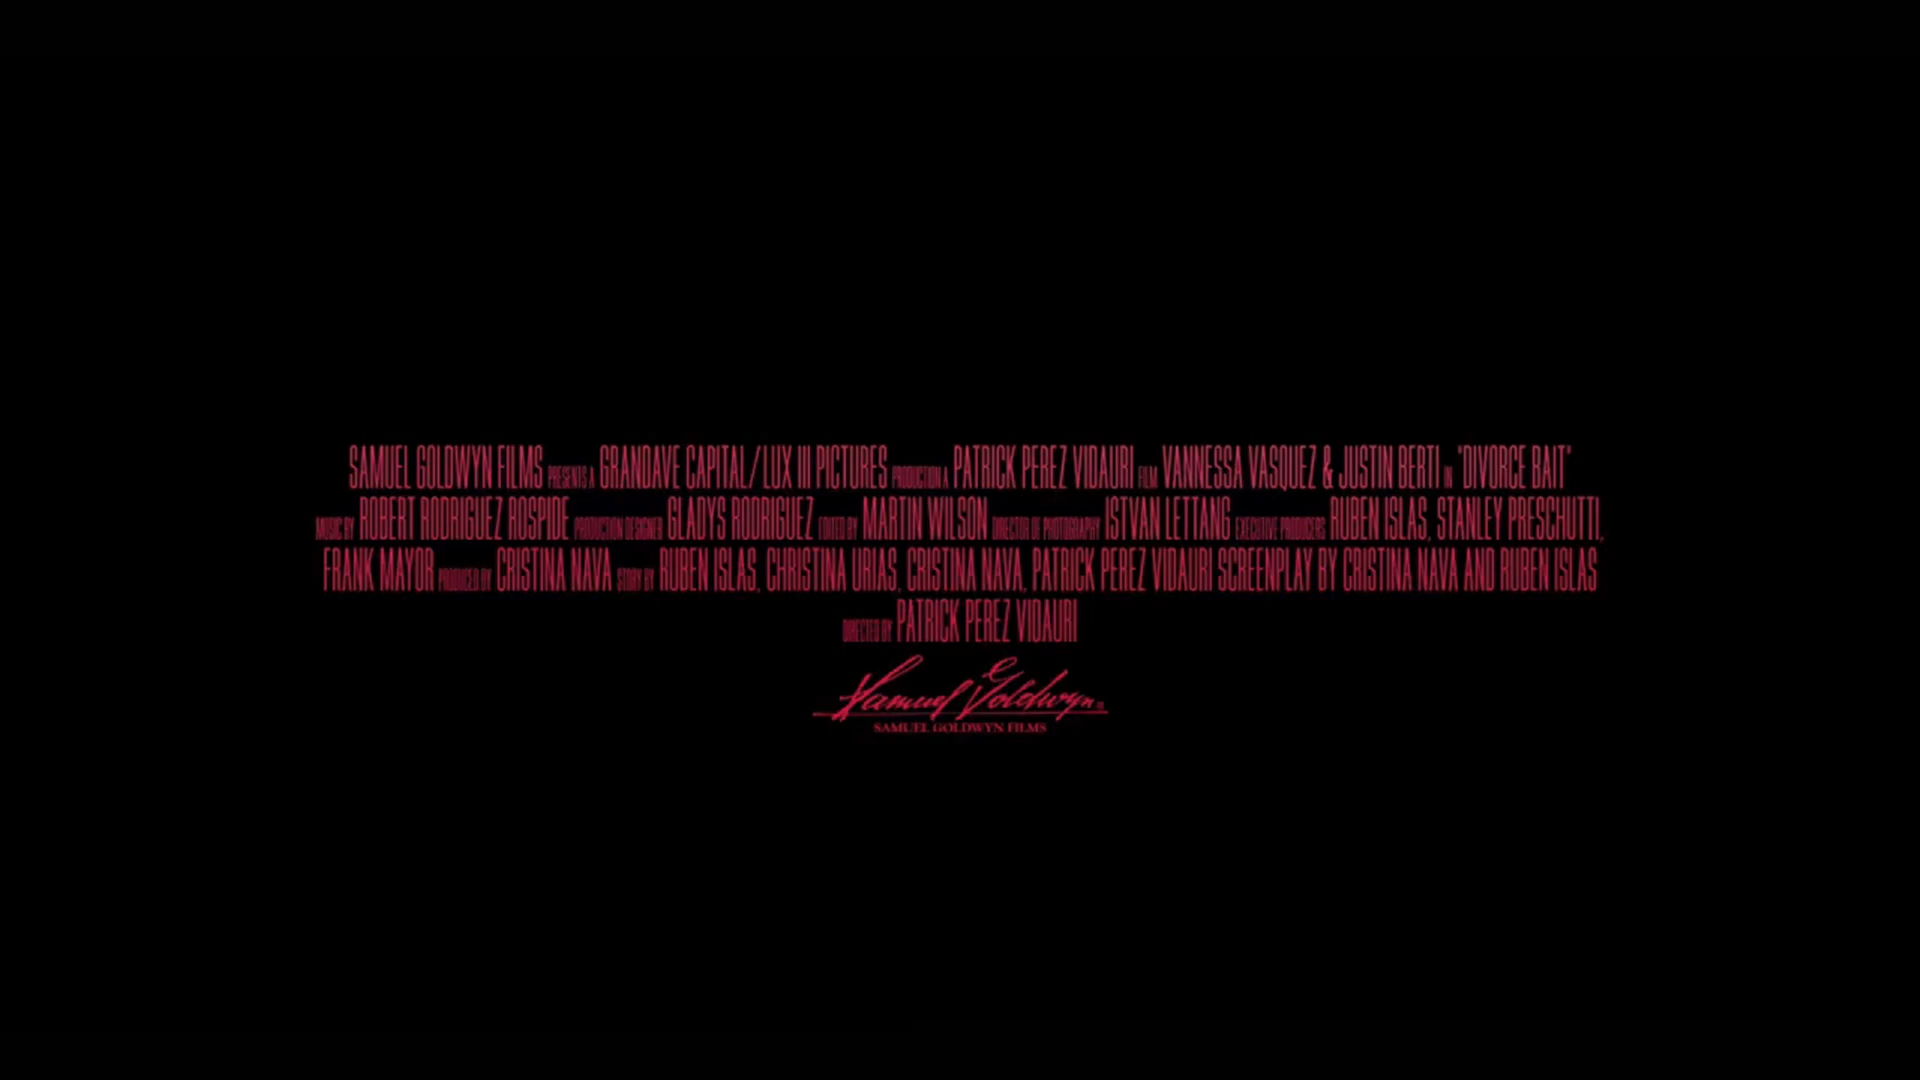 SAMUEL GOLDWYN FILMS PRESENTS A GRANDAVE CAPITAL/LUX III PICTURES PRODUCTION A PATRICK PEREZ VIDAURI FILM VANNESSA VASQUEZ & JUSTIN BERTI IN "DIVORCE BAIT"
MUSIC BY ROBERT RODRIGUEZ ROSPIDE PRODUCTION DESIGNER GLADYS RODRIGUEZ EDITED BY MARTIN WILSON DIRECTOR OF PHOTOGRAPHY ISTVAN LETTANG EXECUTIVE PRODUCERS RUBEN ISLAS, STANLEY PRESCHUTTI,
FRANK MAYOR PRODUSED BY CRISTINA NAVA STORY BY RUBEN ISLAS, CHRISTINA URIAS, CRISTINA NAVA, PATRICK PEREZ VIDAURI SCREENPLAY BY CRISTINA NAVA AND RUBEN ISLAS
DIRECTED BY PATRICK PEREZ VIDAURI
Samuel Goldwyn
SAMUEL GOLDWYN FILMS